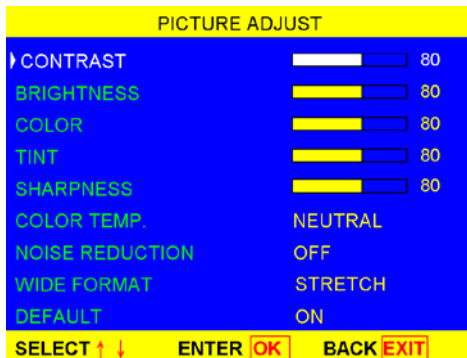 PICTURE ADJUST
CONTRAST 80
BRIGHTNESS 80
COLOR 80
TINT 80
SHARPNESS 80
COLOR TEMP. NEUTRAL
NOISE REDUCTION OFF
WIDE FORMAT STRETCH
DEFAULT ON
SELECT ↑ ↓ ENTER OK BACK EXIT